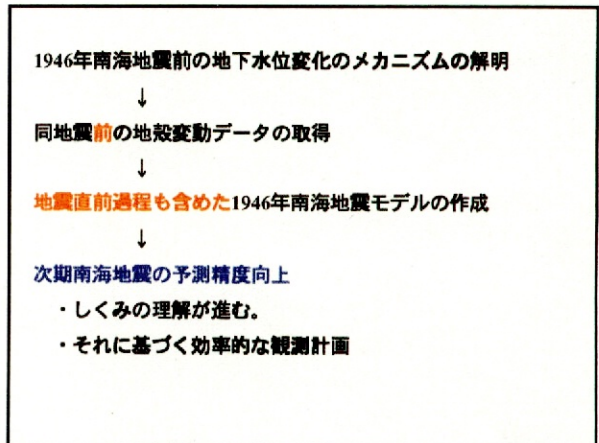 1946年南海地震前の地下水位変化のメカニズムの解明
↓
同地震前の地殻変動データの取得
↓
地震直前過程も含めた1946年南海地震モデルの作成
↓
次期南海地震の予測精度向上
・しくみの理解が進む。
・それに基づく効率的な観測計画